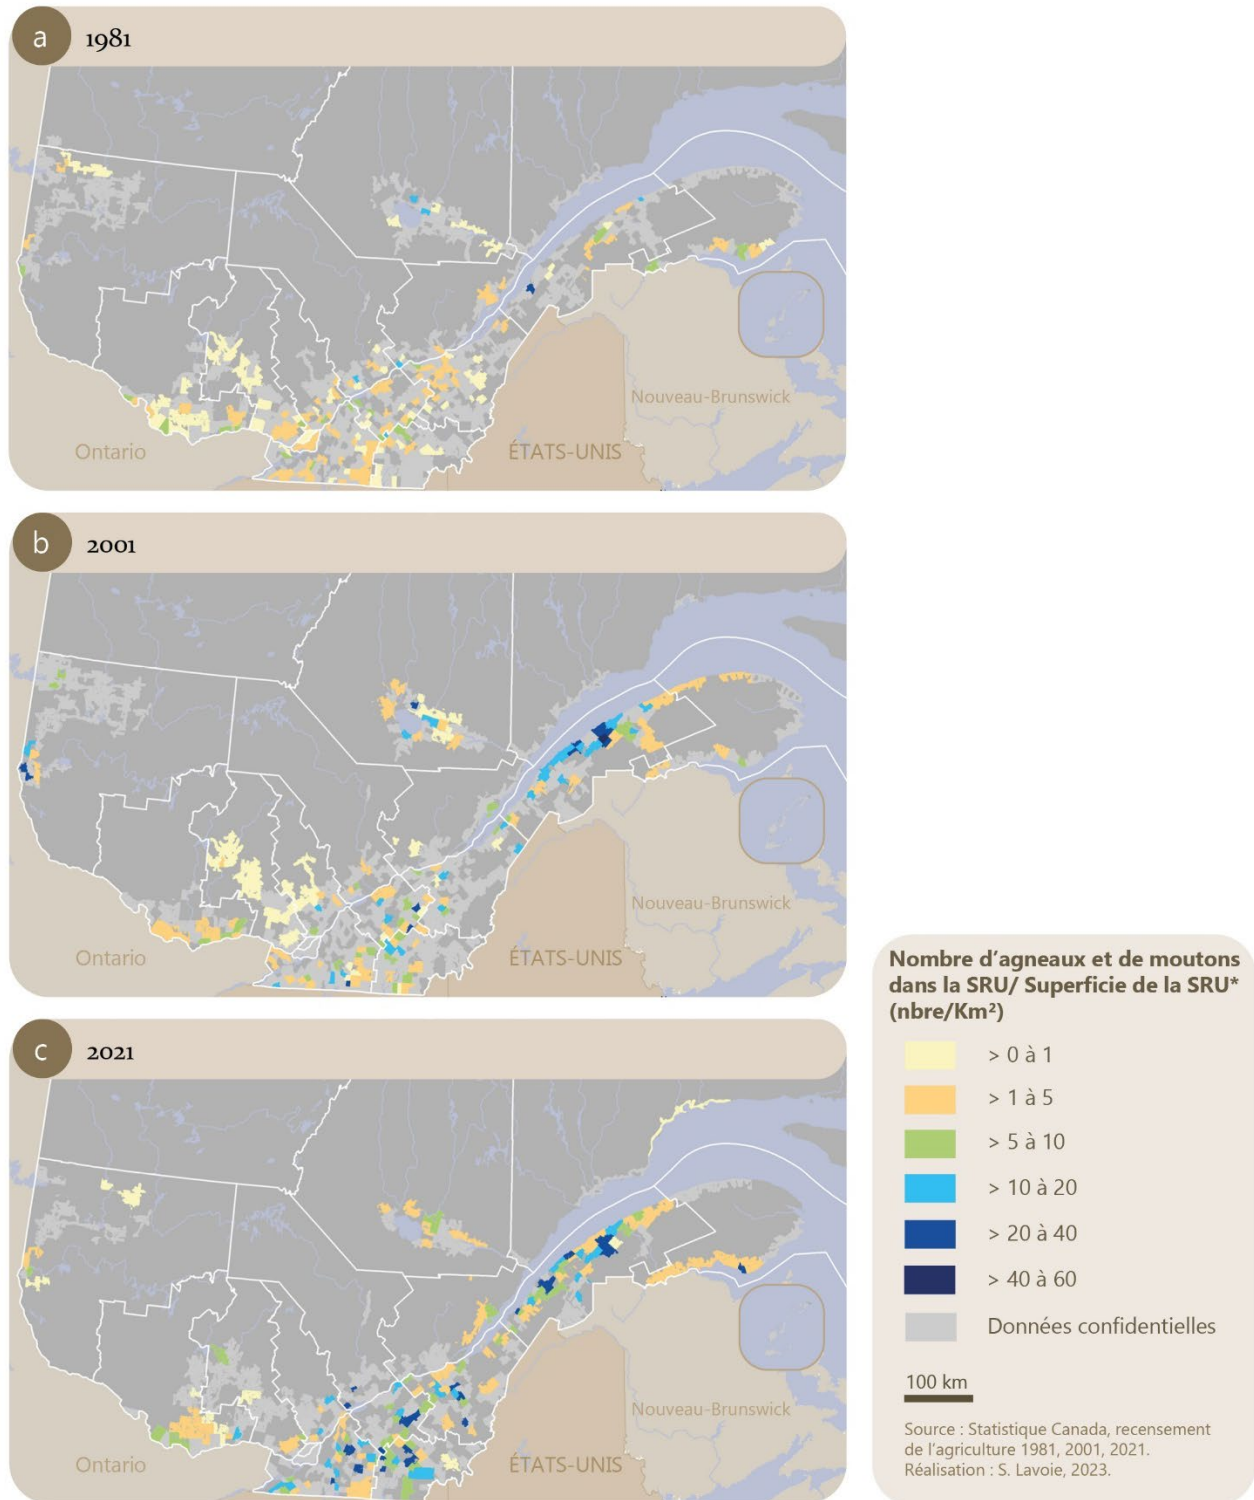 a 1981
Nouveau-Brunswick
Ontario
ÉTATS-UNIS
b 2001
Nouveau-Brunswick
Ontario
ÉTATS-UNIS
c 2021
Nouveau-Brunswick
Ontario
ÉTATS-UNIS
Nombre d’agneaux et de moutons
dans la SRU/ Superficie de la SRU*
(nbre/Km²)
> 0 à 1
> 1 à 5
> 5 à 10
> 10 à 20
> 20 à 40
> 40 à 60
Données confidentielles
100 km
Source : Statistique Canada, recensement
de l’agriculture 1981, 2001, 2021.
Réalisation : S. Lavoie, 2023.